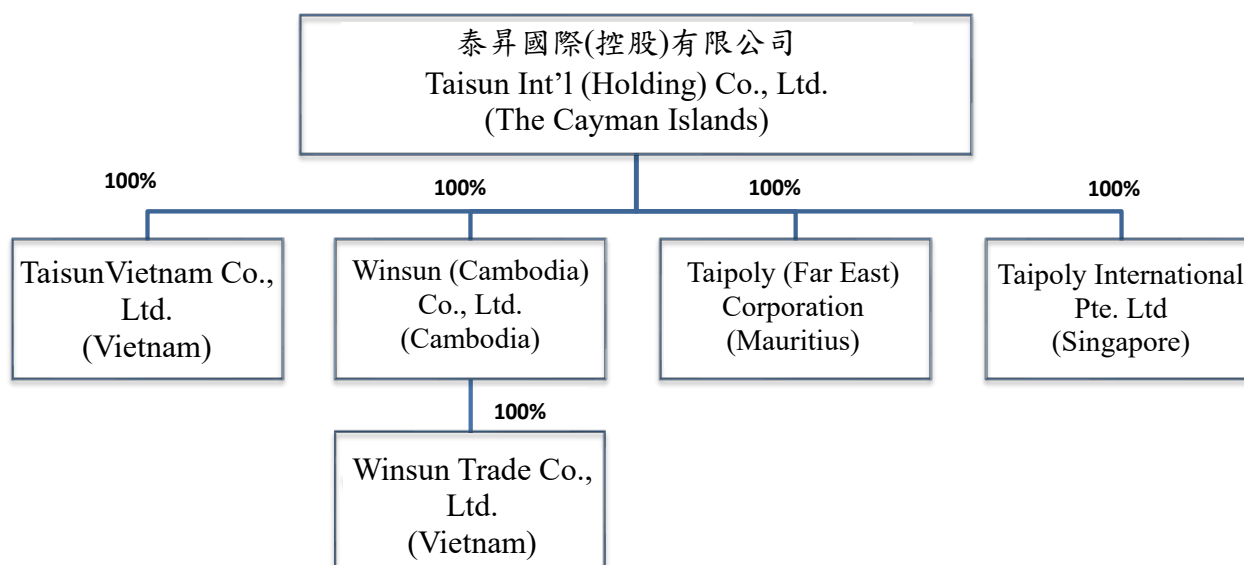 泰昇國際(控股)有限公司
Taisun Int’l (Holding) Co., Ltd.
(The Cayman Islands)
100%
100%
100%
100%
TaisunVietnam Co.,
Ltd.
(Vietnam)
Winsun (Cambodia)
Co., Ltd.
(Cambodia)
Taipoly (Far East)
Corporation
(Mauritius)
Taipoly International
Pte. Ltd
(Singapore)
100%
Winsun Trade Co.,
Ltd.
(Vietnam)